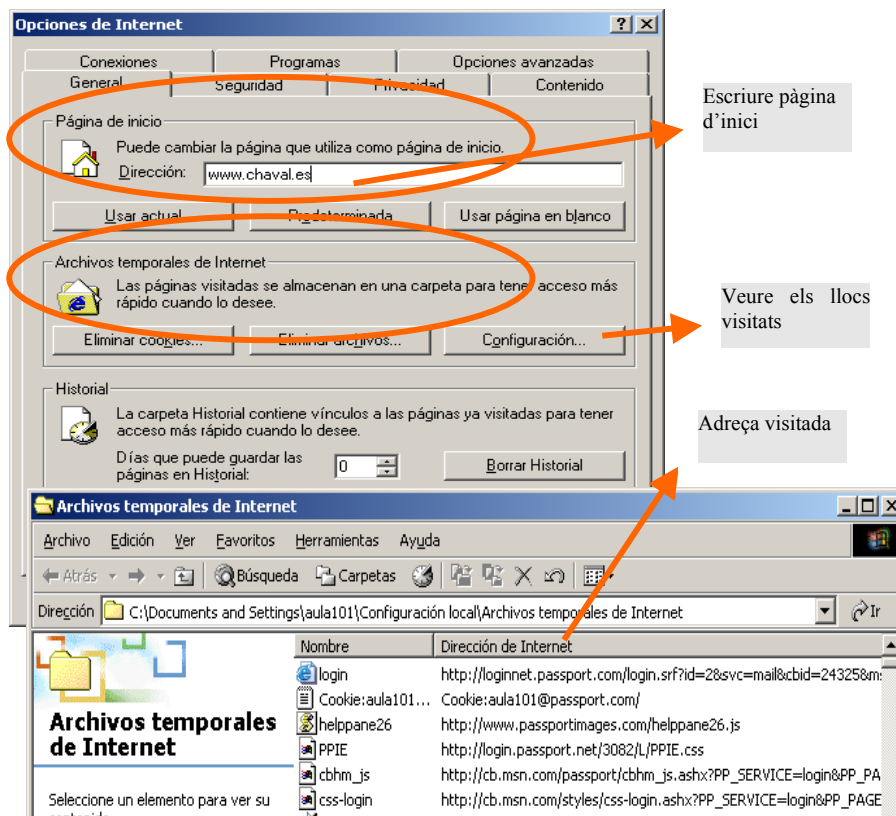 Opciones de Internet
Conexiones Programas Opciones avanzadas
General Seguridad Privacidad Contenido
Página de inicio
Puede cambiar la página que utiliza como página de inicio.
Dirección: www.chaval.es
Usar actual Predeterminada Usar página en blanco
Archivos temporales de Internet
Las páginas visitadas se almacenan en una carpeta para tener acceso más
rápido cuando lo desee.
Eliminar cookies... Eliminar archivos... Configuración...
Historial
La carpeta Historial contiene vínculos a las páginas ya visitadas para tener
acceso más rápido cuando lo desee.
Días que puede guardar las
páginas en Historial: 0 Borrar Historial
Escriure pàgina
d’inici
Veure els llocs
visitats
Adreça visitada
Archivos temporales de Internet
Archivo Edición Ver Favoritos Herramientas Ayuda
Atrás Búsqueda Carpetas
Dirección C:\Documents and Settings\aula101\Configuración local\Archivos temporales de Internet Ir
Nombre Dirección de Internet
login http://loginnet.passport.com/login.srf?id=2&svc=mail&cbid=24325&m
Cookie:aula101... Cookie:aula101@passport.com/
helppane26 http://www.passportimages.com/helppane26.js
PPIE http://login.passport.net/3082/L/PPIE.css
cbhm_js http://cb.msn.com/passport/cbhm_js.ashx?PP_SERVICE=login&PP_PA
css-login http://cb.msn.com/styles/css-login.ashx?PP_SERVICE=login&PP_PAGE
Archivos temporales
de Internet
Seleccione un elemento para ver su